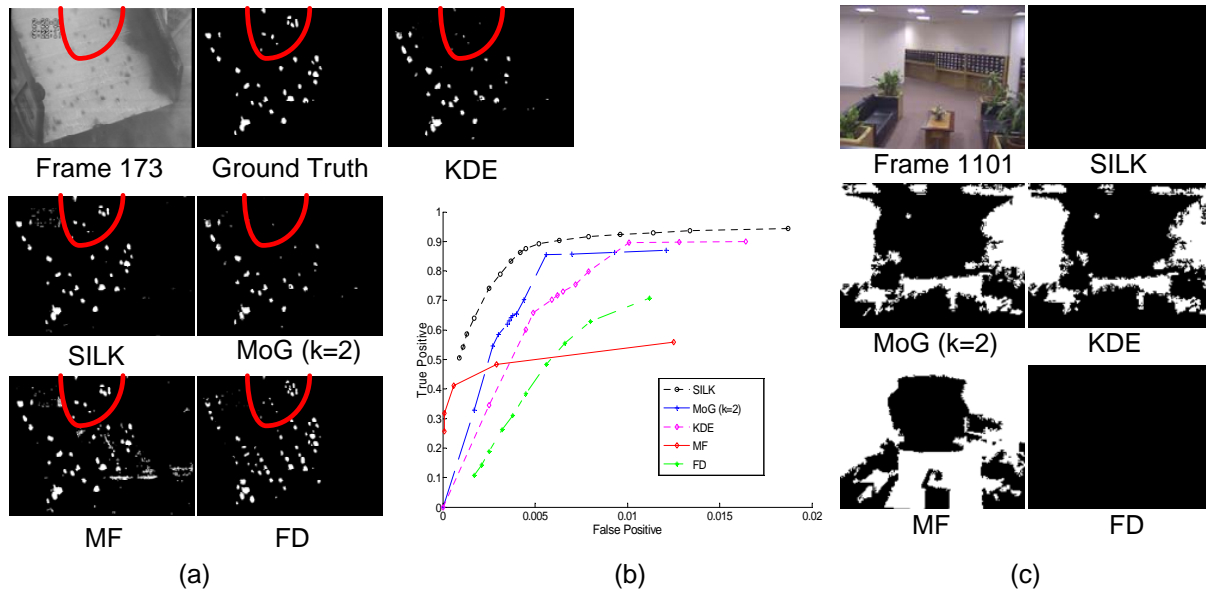 Frame 173
Ground Truth
KDE
SILK
MoG (k=2)
MF
FD
(a)
True Positive
1
0.9
0.8
0.7
0.6
0.5
0.4
0.3
0.2
0.1
0
0
0.005
0.01
0.015
0.02
False Positive
SILK
MoG (k=2)
KDE
MF
FD
(b)
Frame 1101
SILK
MoG (k=2)
KDE
MF
FD
(c)